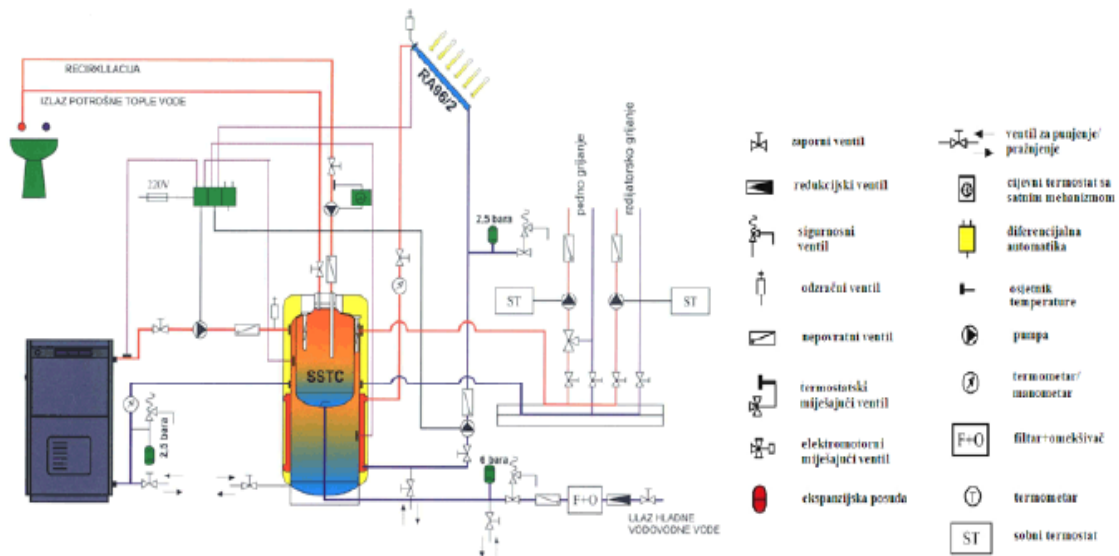 RECIRKULACIJA
IZLAZ POTROŠNE TOPLE VODE
220V
RA96/2
2,5 bara
podno grijanje
radijatorsko grijanje
ST
ST
SSTC
2,5 bara
6 bara
F+O
ULAZ HLADNE
VODOVODNE VODE
zaporni ventil
redukcijski ventil
sigurnosni
ventil
odzračni ventil
nepovratni ventil
termostatski
miješajući ventil
elektromotorni
miješajući ventil
ekspanzijska posuda
ventil za punjenje/
pražnjenje
cijevni termostat sa
satnim mehanizmom
diferencijalna
automatika
osjetnik
temperature
pumpa
termometar/
manometar
F+O
filtar+omekšivač
T
termometar
ST
sobni termostat